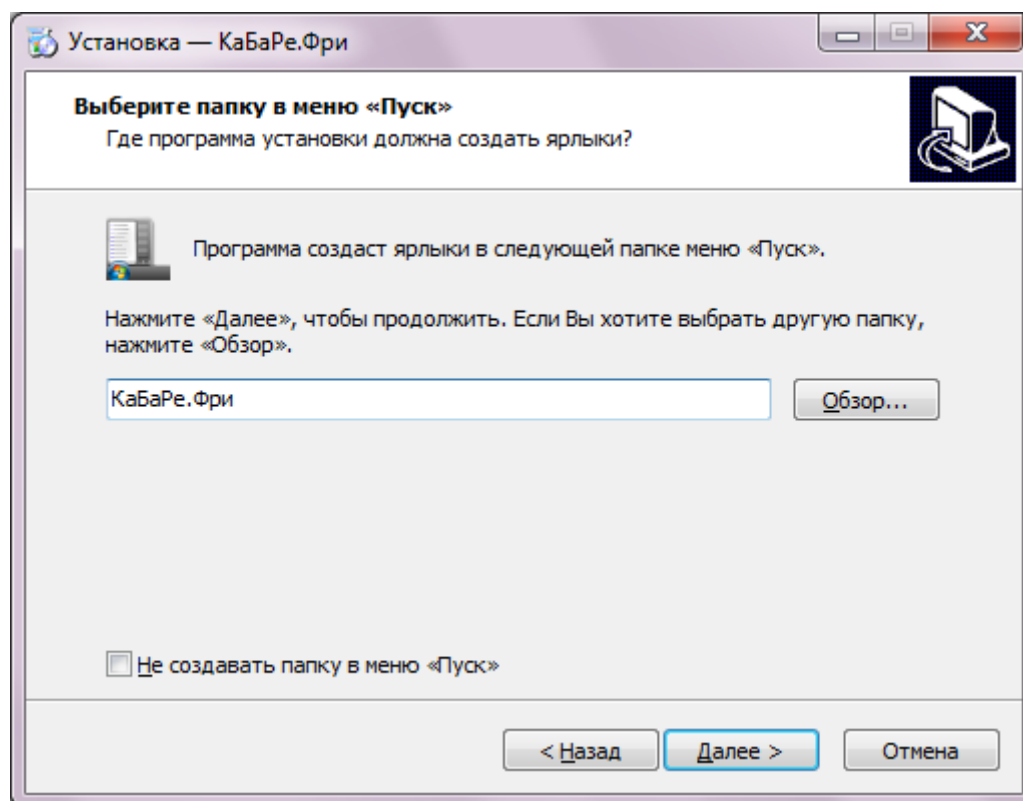 Установка — КаБаРе.Фри
Выберите папку в меню «Пуск»
Где программа установки должна создать ярлыки?
Программа создаст ярлыки в следующей папке меню «Пуск».
Нажмите «Далее», чтобы продолжить. Если Вы хотите выбрать другую папку,
нажмите «Обзор».
КаБаРе.Фри
Обзор...
Не создавать папку в меню «Пуск»
< Назад
Далее >
Отмена